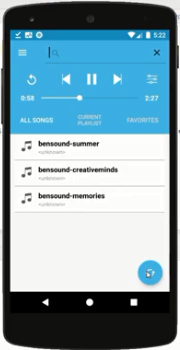 5:22
0:58
3:27
ALL SONGS
CURRENT PLAYLIST
FAVORITES
bensound-summer
<unknown>
bensound-creativeminds
<unknown>
bensound-memories
<unknown>